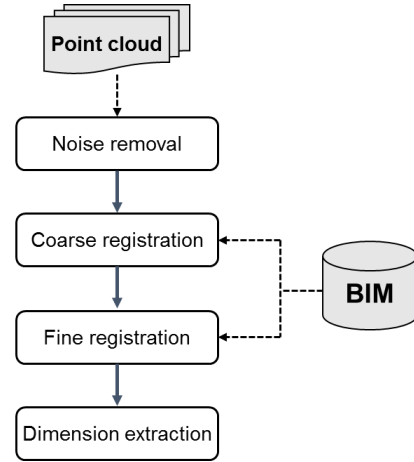 Point cloud
Noise removal
Coarse registration
BIM
Fine registration
Dimension extraction